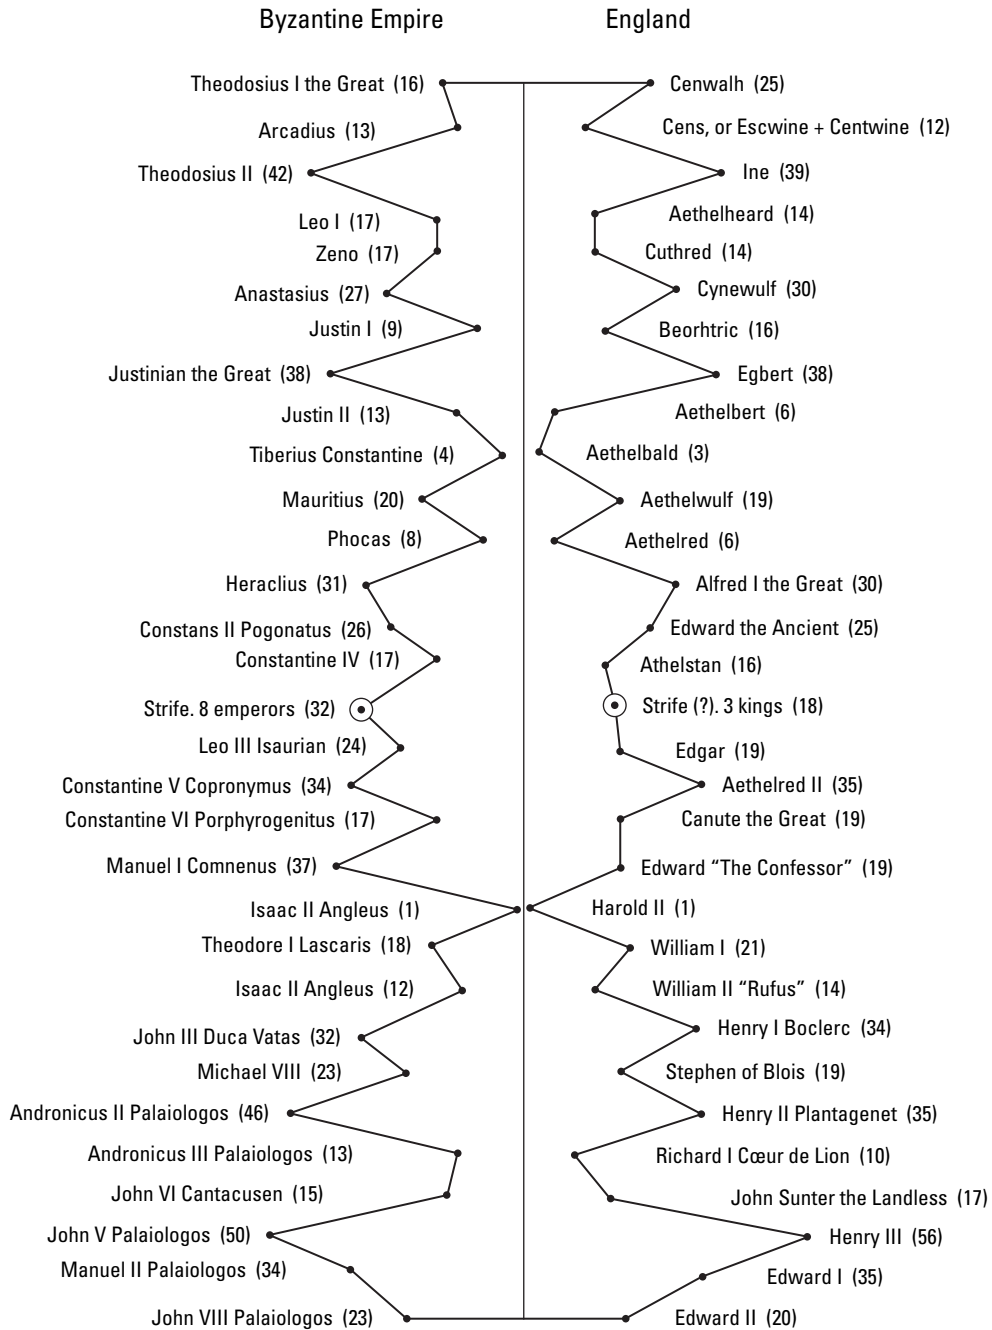 Byzantine Empire England
Theodosius I the Great (16) Cenwalh (25)
Arcadius (13) Cens, or Escwine + Centwine (12)
Theodosius II (42) Ine (39)
Leo I (17) Aethelheard (14)
Zeno (17) Cuthred (14)
Anastasius (27) Cynewulf (30)
Justin I (9) Beorhtric (16)
Justinian the Great (38) Egbert (38)
Justin II (13) Aethelbert (6)
Tiberius Constantine (4) Aethelbald (3)
Mauritius (20) Aethelwulf (19)
Phocas (8) Aethelred (6)
Heraclius (31) Alfred I the Great (30)
Constans II Pogonatus (26) Edward the Ancient (25)
Constantine IV (17) Athelstan (16)
Strife. 8 emperors (32) Strife (?). 3 kings (18)
Leo III Isaurian (24) Edgar (19)
Constantine V Copronymus (34) Aethelred II (35)
Constantine VI Porphyrogenitus (17) Canute the Great (19)
Manuel I Comnenus (37) Edward “The Confessor” (19)
Isaac II Angleus (1) Harold II (1)
Theodore I Lascaris (18) William I (21)
Isaac II Angleus (12) William II “Rufus” (14)
John III Duca Vatas (32) Henry I Boclerc (34)
Michael VIII (23) Stephen of Blois (19)
Andronicus II Palaiologos (46) Henry II Plantagenet (35)
Andronicus III Palaiologos (13) Richard I Cœur de Lion (10)
John VI Cantacusen (15) John Sunter the Landless (17)
John V Palaiologos (50) Henry III (56)
Manuel II Palaiologos (34) Edward I (35)
John VIII Palaiologos (23) Edward II (20)